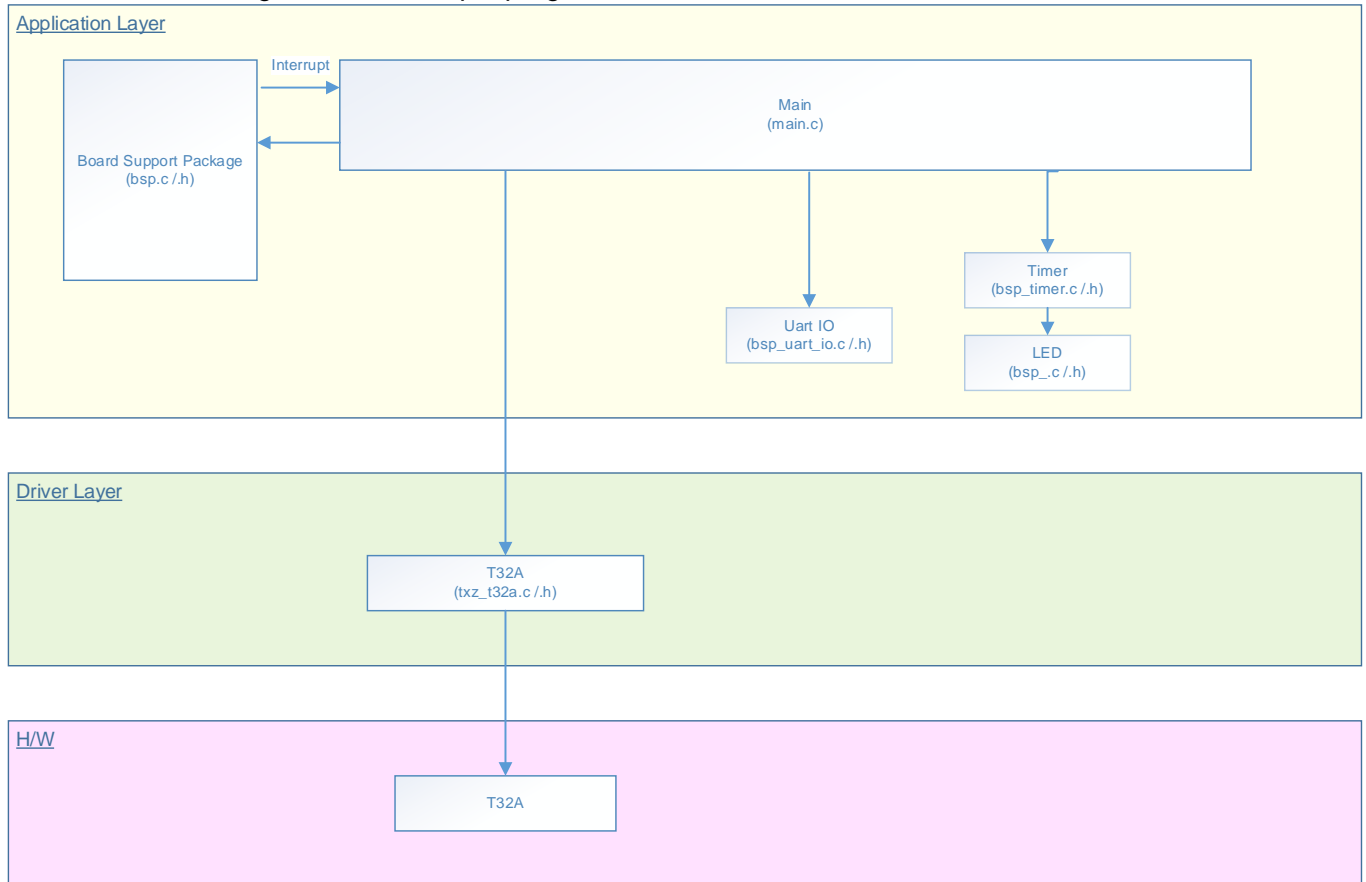 Application Layer
Interrupt
Main
(main.c)
Board Support Package
(bsp.c /.h)
Timer
(bsp_timer.c /.h)
Uart IO
(bsp_uart_io.c /.h)
LED
(bsp_.c /.h)
Driver Layer
T32A
(txz_t32a.c /.h)
H/W
T32A